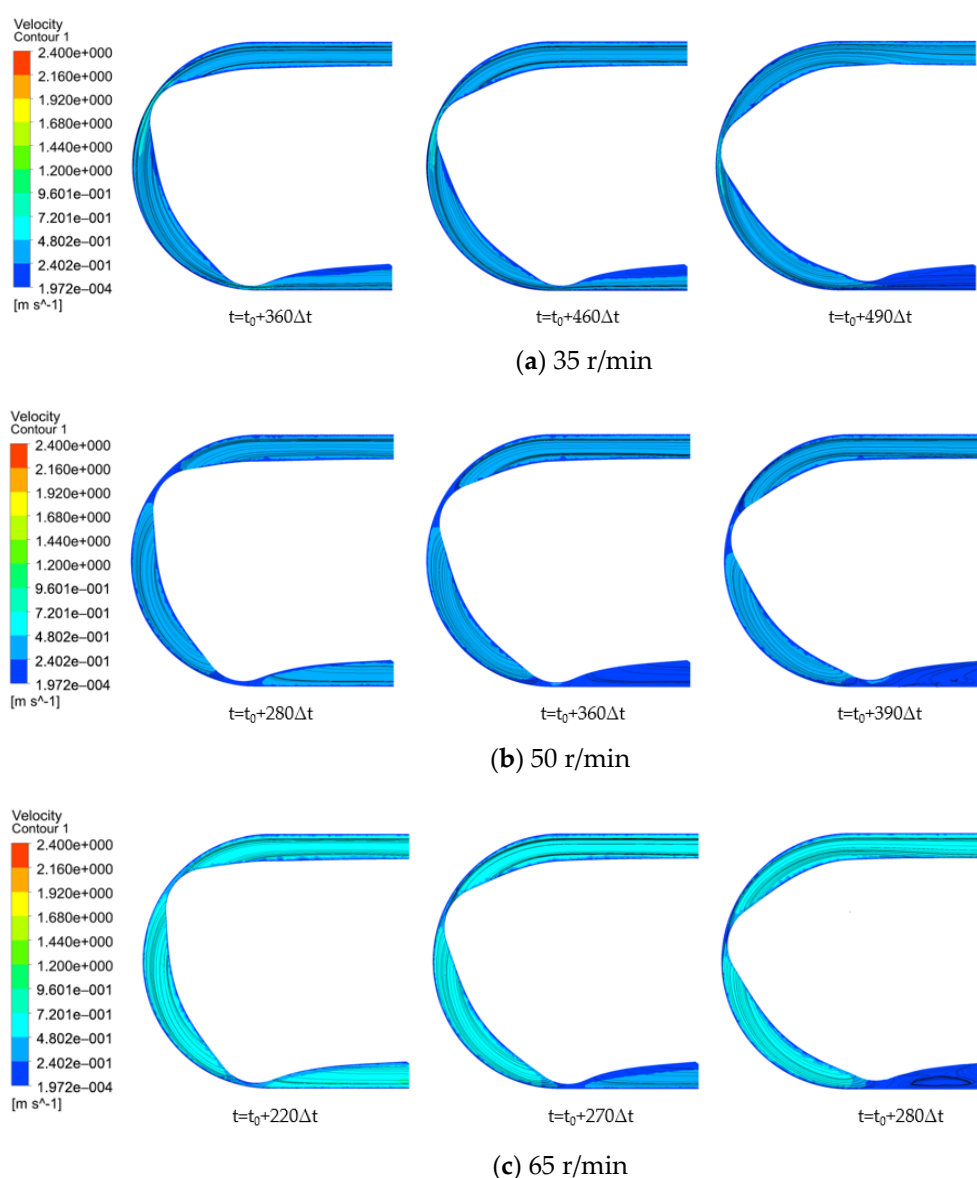 Velocity
Contour 1
2.400e+000
2.160e+000
1.920e+000
1.680e+000
1.440e+000
1.200e+000
9.601e–001
7.201e–001
4.802e–001
2.402e–001
1.972e–004
[m s^-1]
t=t₀+360Δt
t=t₀+460Δt
t=t₀+490Δt
(a) 35 r/min
Velocity
Contour 1
2.400e+000
2.160e+000
1.920e+000
1.680e+000
1.440e+000
1.200e+000
9.601e–001
7.201e–001
4.802e–001
2.402e–001
1.972e–004
[m s^-1]
t=t₀+280Δt
t=t₀+360Δt
t=t₀+390Δt
(b) 50 r/min
Velocity
Contour 1
2.400e+000
2.160e+000
1.920e+000
1.680e+000
1.440e+000
1.200e+000
9.601e–001
7.201e–001
4.802e–001
2.402e–001
1.972e–004
[m s^-1]
t=t₀+220Δt
t=t₀+270Δt
t=t₀+280Δt
(c) 65 r/min